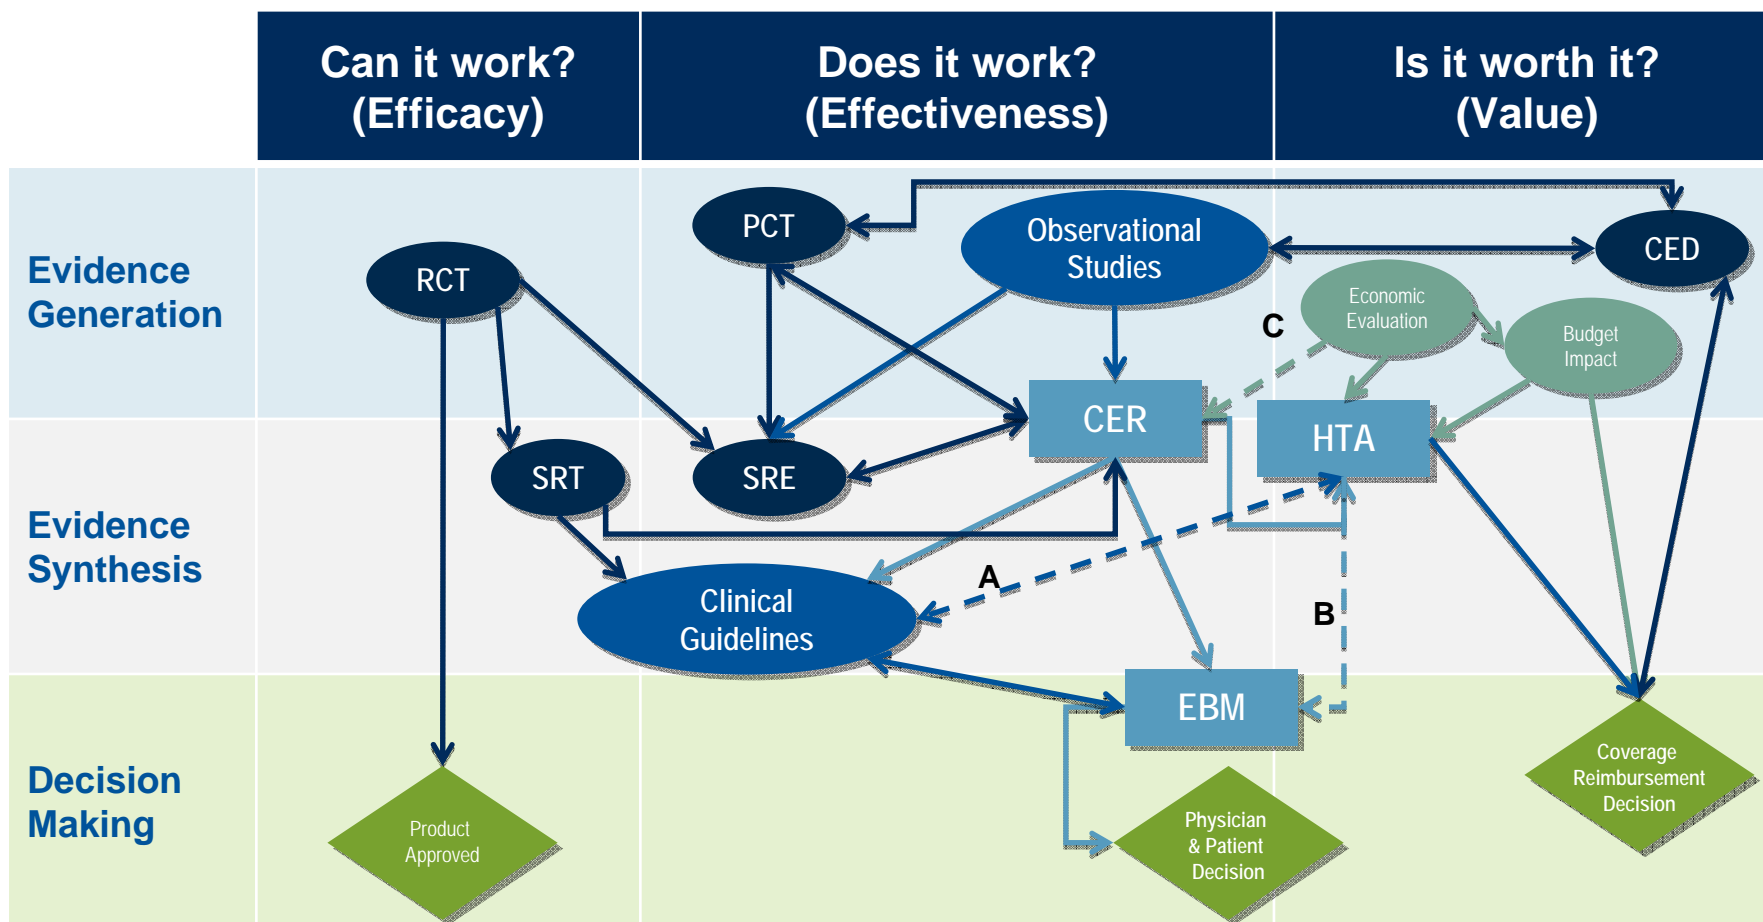 Can it work?
(Efficacy)
Does it work?
(Effectiveness)
Is it worth it?
(Value)
Evidence
Generation
RCT
PCT
Observational
Studies
CED
Economic
Evaluation
Budget
Impact
C
CER
HTA
Evidence
Synthesis
SRT
SRE
A
B
Clinical
Guidelines
EBM
Decision
Making
Product
Approved
Physician
& Patient
Decision
Coverage
Reimbursement
Decision